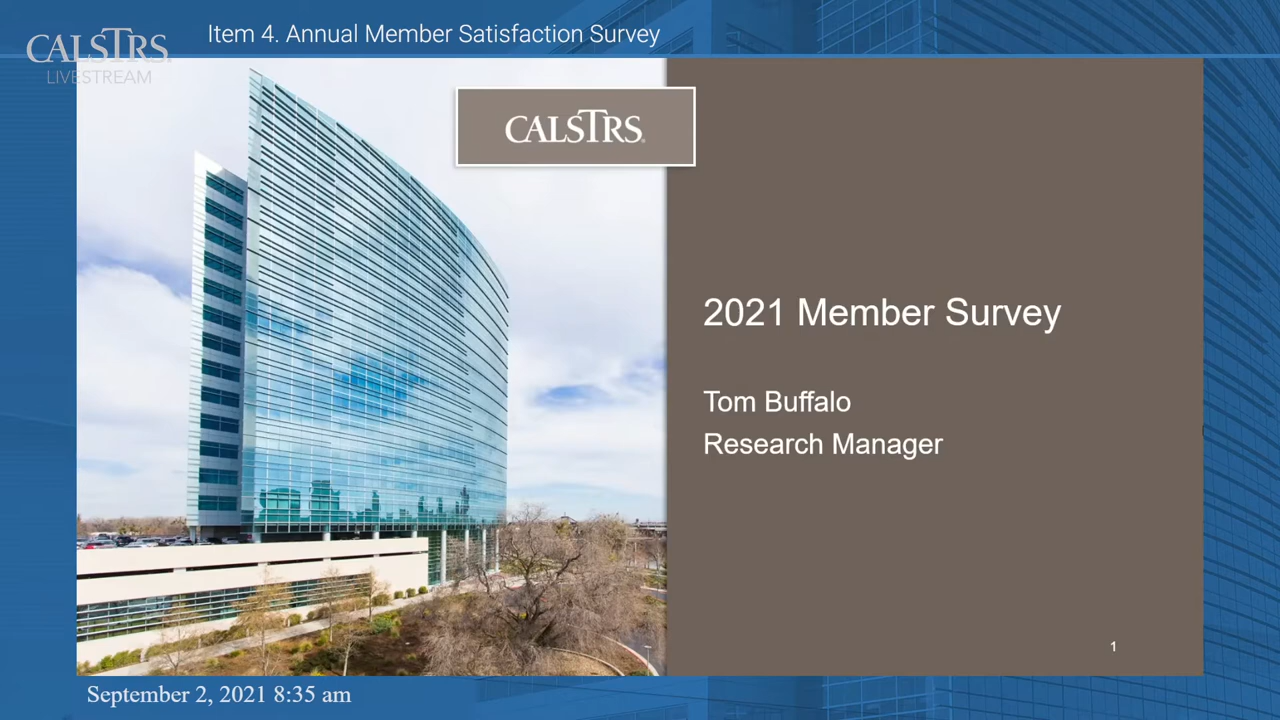 Item 4. Annual Member Satisfaction Survey
CALSTRS®
LIVESTREAM
CALSTRS®
2021 Member Survey
Tom Buffalo
Research Manager
1
September 2, 2021 8:35 am